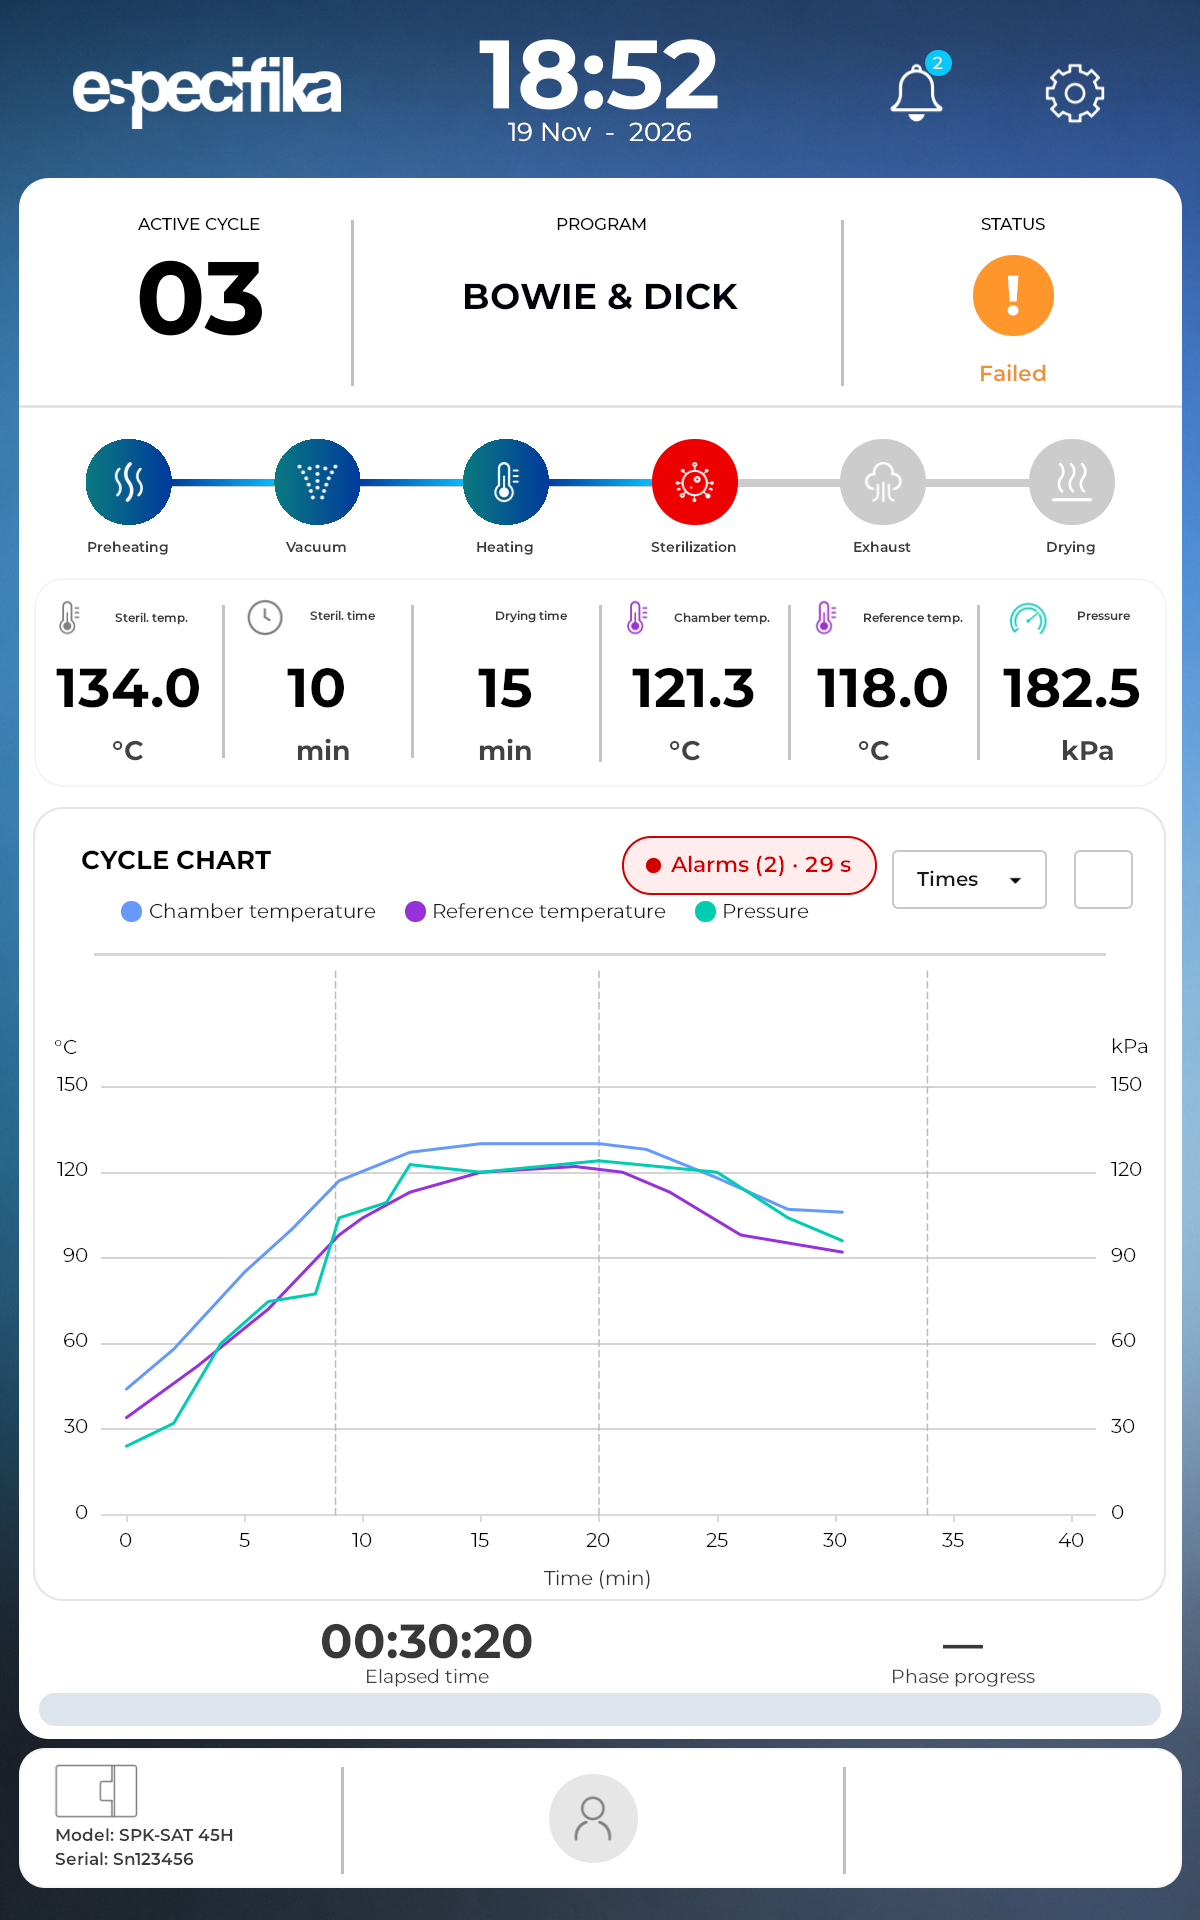 e-specifika
18:52
2
19 Nov - 2026
ACTIVE CYCLE
03
PROGRAM
BOWIE & DICK
STATUS
!
Failed
Preheating
Vacuum
Heating
Sterilization
Exhaust
Drying
Steril. temp.
134.0
°C
Steril. time
10
min
Drying time
15
min
Chamber temp.
121.3
°C
Reference temp.
118.0
°C
Pressure
182.5
kPa
CYCLE CHART
Alarms (2) · 29 s
Times
Chamber temperature
Reference temperature
Pressure
°C
kPa
150
150
120
120
90
90
60
60
30
30
0
0
0 5 10 15 20 25 30 35 40
Time (min)
00:30:20
Elapsed time
—
Phase progress
Model: SPK-SAT 45H
Serial: Sn123456